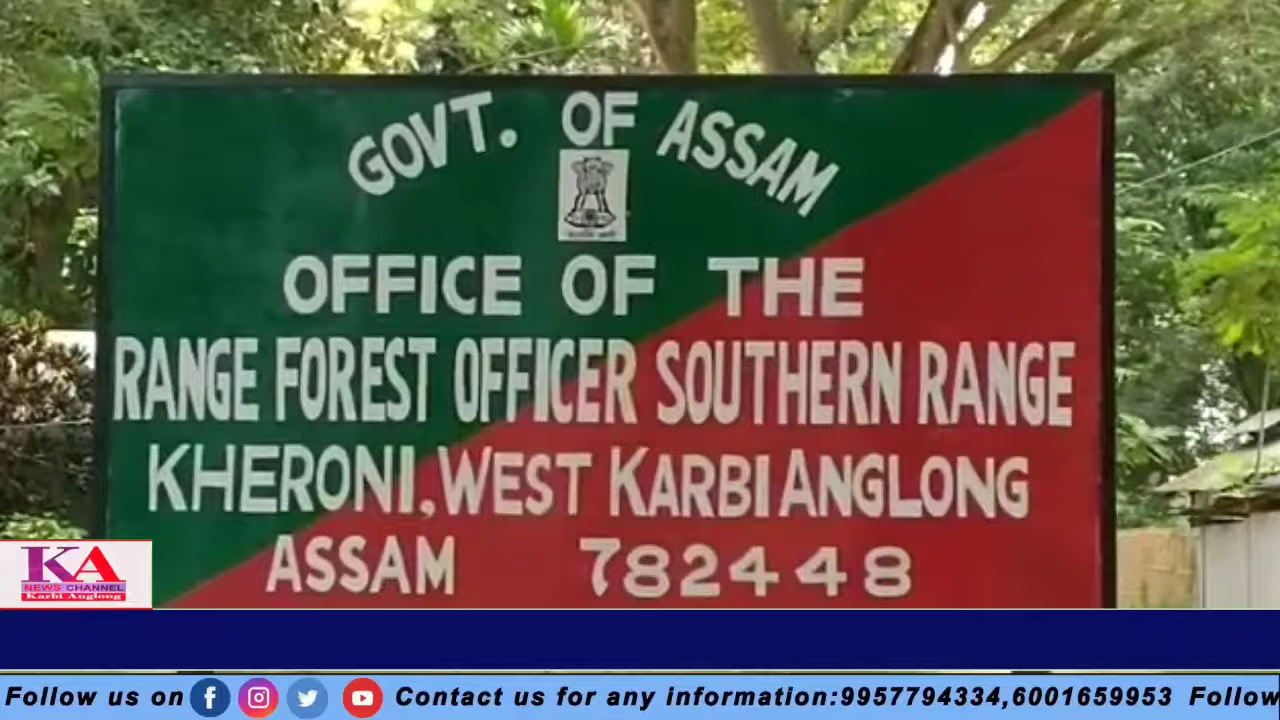 GOVT. OF ASSAM
OFFICE OF THE
RANGE FOREST OFFICER SOUTHERN RANGE
KHERONI, WEST KARBI ANGLONG
ASSAM 782448
KA
NEWS CHANNEL
Karbi Anglong
Follow us on Contact us for any information:9957794334,6001659953 Follow